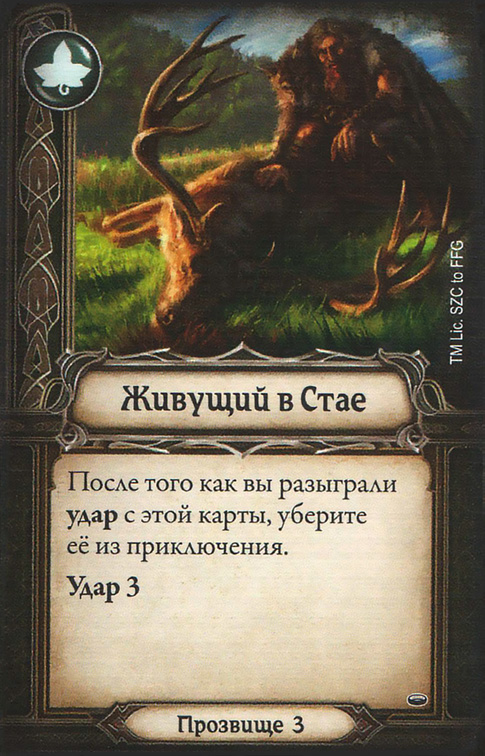 TM Lic. SZC to FFG
Живущий в Стае
После того как вы разыграли
удар с этой карты, уберите
её из приключения.
Удар 3
Прозвище 3